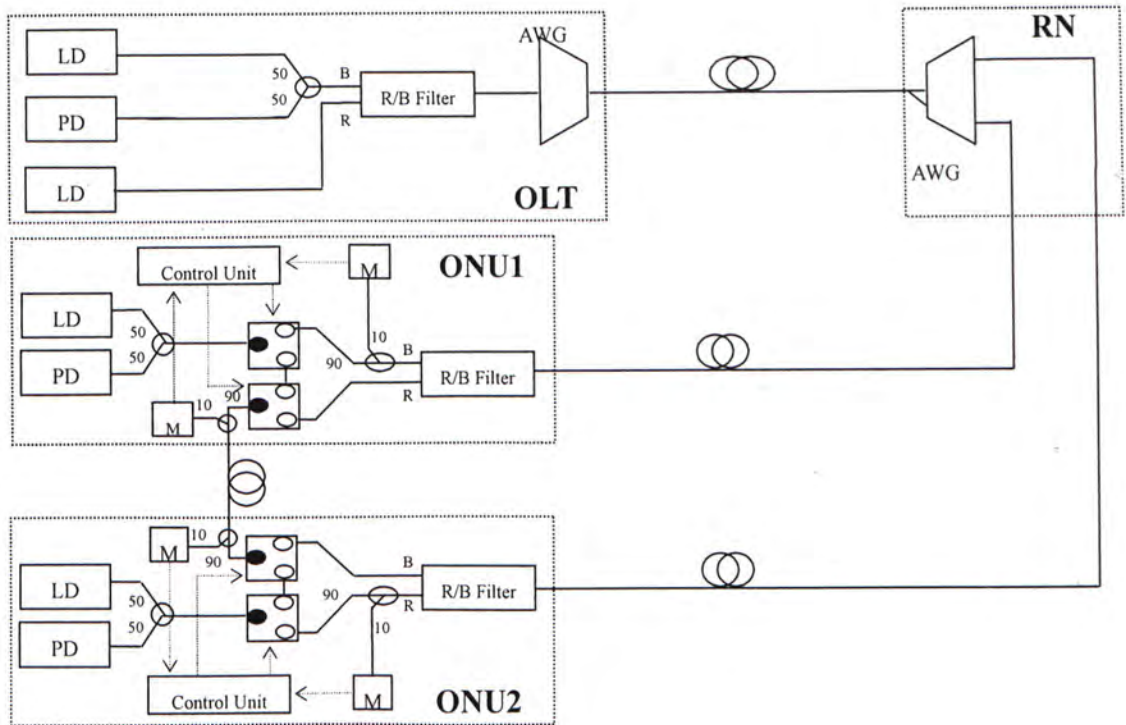 AWG
RN
LD
50
B
50
R/B Filter
PD
R
LD
OLT
AWG
ONU1
M
Control Unit
LD
50
10
B
50
90
R/B Filter
PD
R
90
10
M
10
M
90
B
LD
50
90
R
R/B Filter
50
10
PD
Control Unit
M
ONU2